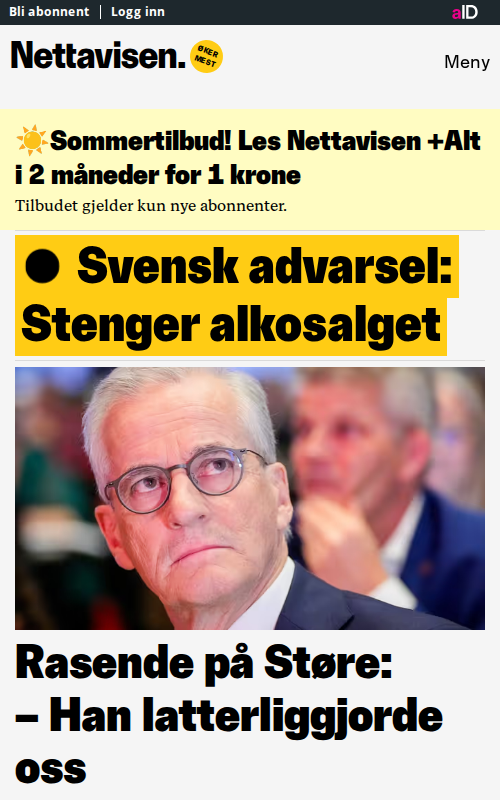 Bli abonnent | Logg inn
aID
Nettavisen.
ØKER
MEST
Meny
☀️Sommertilbud! Les Nettavisen +Alt
i 2 måneder for 1 krone
Tilbudet gjelder kun nye abonnenter.
● Svensk advarsel:
Stenger alkosalget
Rasende på Støre:
– Han latterliggjorde
oss